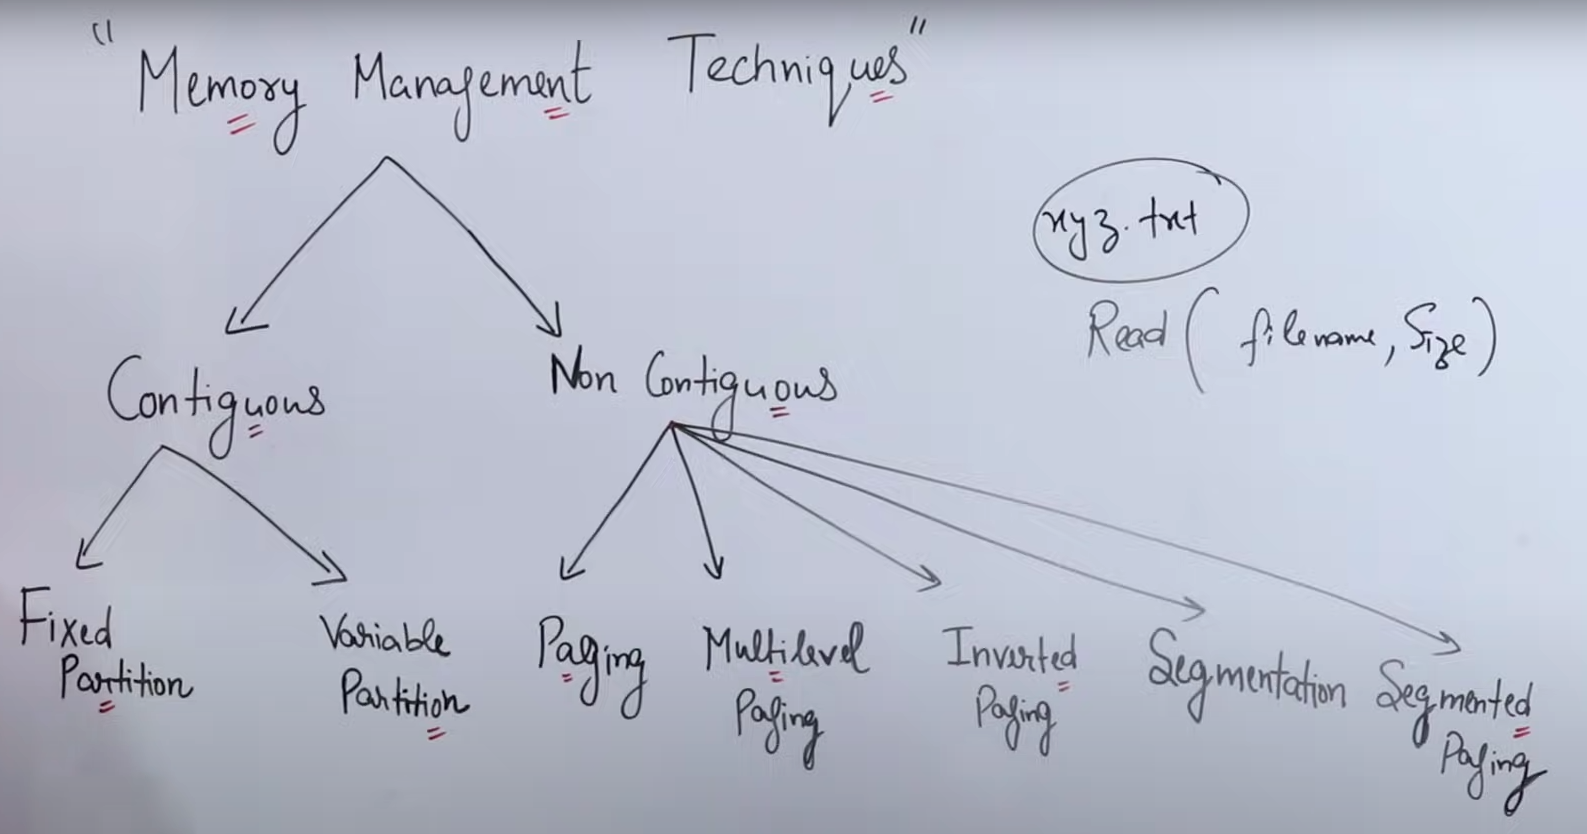 "Memory Management Techniques"
xyz.txt
Read (filename, Size)
Contiguous
Non Contiguous
Fixed
Partition
Variable
Partition
Paging
Multilevel
Paging
Inverted
Paging
Segmentation
Segmented
Paging